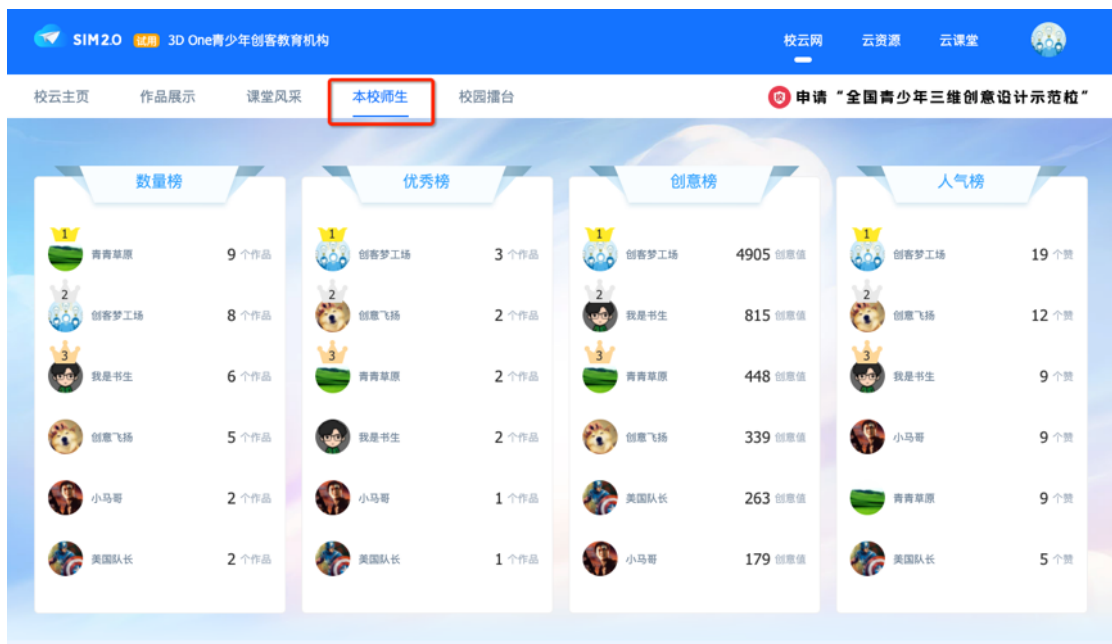 SIM2.0 试用 3D One青少年创客教育机构 校云网 云资源 云课堂
校云主页 作品展示 课堂风采 本校师生 校园擂台 校 申请“全国青少年三维创意设计示范校”
数量榜
1 青青草原 9 个作品
2 创客梦工场 8 个作品
3 我是书生 6 个作品
创意飞扬 5 个作品
小马哥 2 个作品
美国队长 2 个作品
优秀榜
1 创客梦工场 3 个作品
2 创意飞扬 2 个作品
3 青青草原 2 个作品
我是书生 2 个作品
小马哥 1 个作品
美国队长 1 个作品
创意榜
1 创客梦工场 4905 创意值
2 我是书生 815 创意值
3 青青草原 448 创意值
创意飞扬 339 创意值
美国队长 263 创意值
小马哥 179 创意值
人气榜
1 创客梦工场 19 个赞
2 创意飞扬 12 个赞
3 我是书生 9 个赞
小马哥 9 个赞
青青草原 9 个赞
美国队长 5 个赞